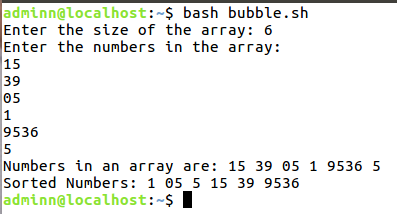 adminn@localhost:~$ bash bubble.sh
Enter the size of the array: 6
Enter the numbers in the array:
15
39
05
1
9536
5
Numbers in an array are: 15 39 05 1 9536 5
Sorted Numbers: 1 05 5 15 39 9536
adminn@localhost:~$